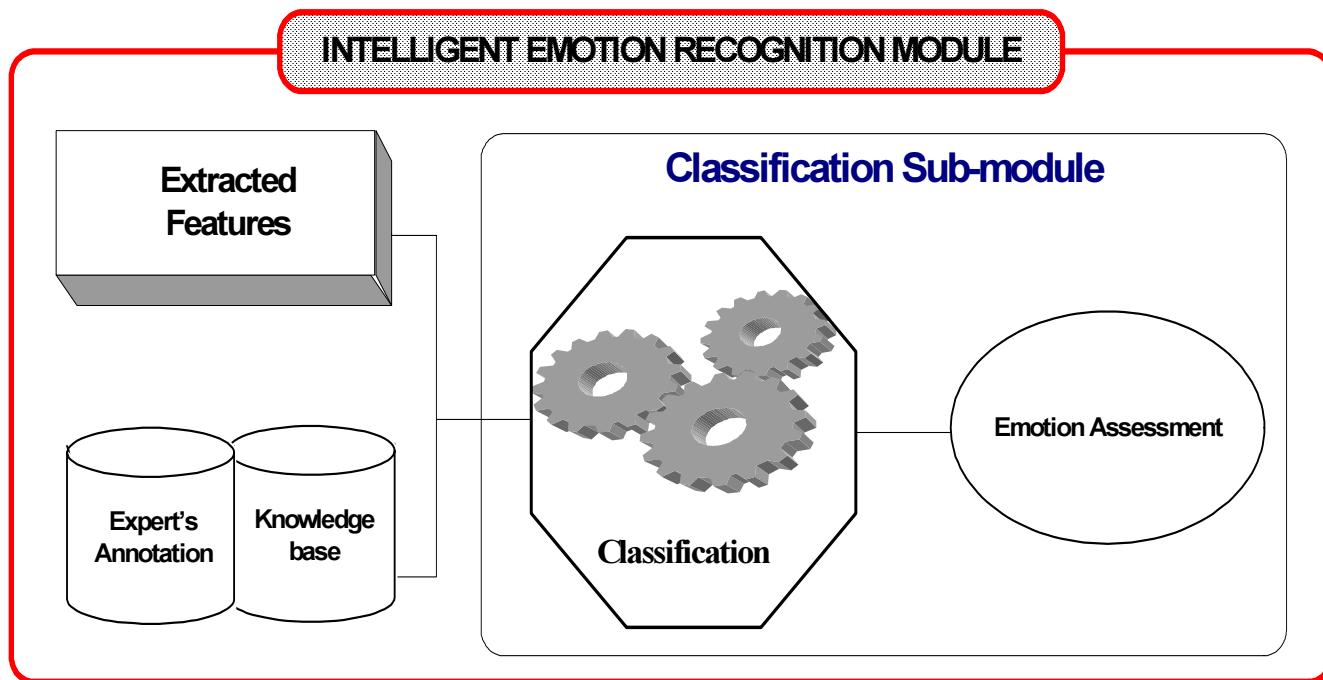 INTELLIGENT EMOTION RECOGNITION MODULE
Extracted
Features
Classification Sub-module
Expert's
Annotation
Knowledge
base
Classification
Emotion Assessment